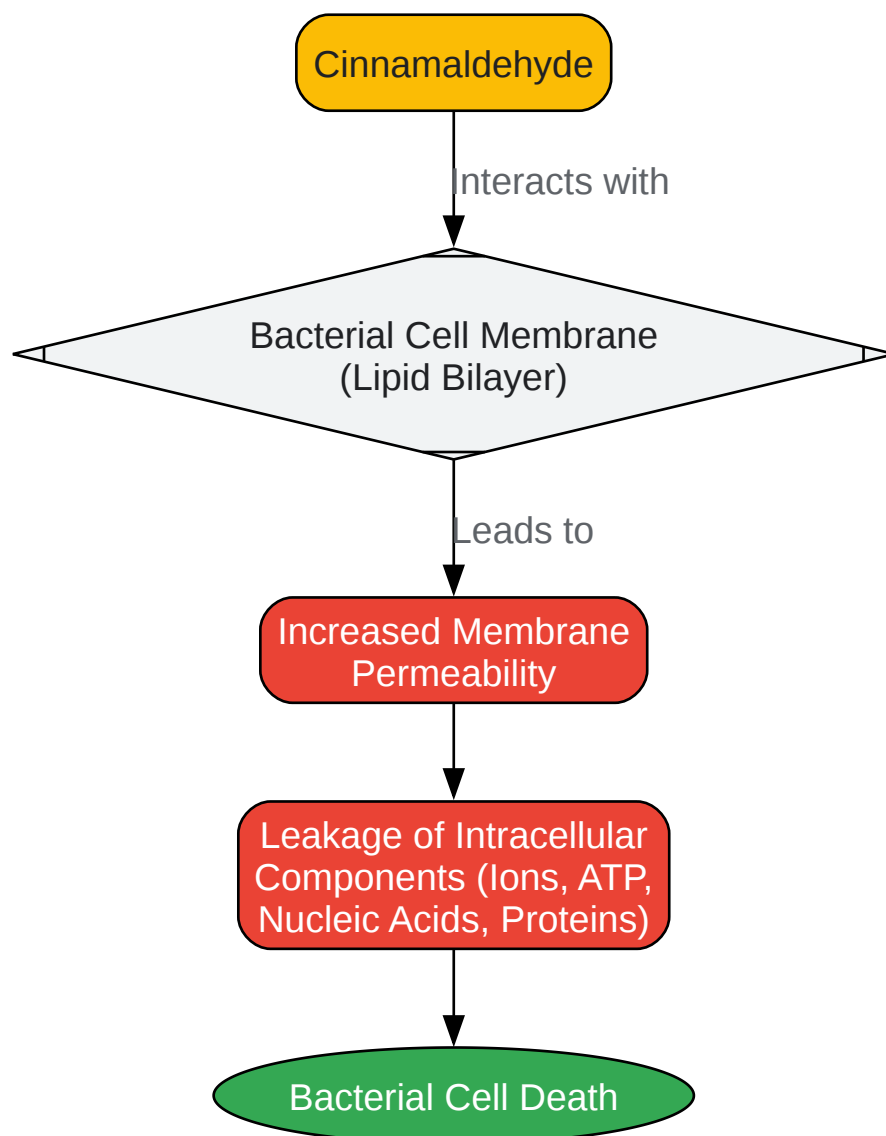 Cinnamaldehyde
Interacts with
Bacterial Cell Membrane
(Lipid Bilayer)
Leads to
Increased Membrane
Permeability
Leakage of Intracellular
Components (Ions, ATP,
Nucleic Acids, Proteins)
Bacterial Cell Death